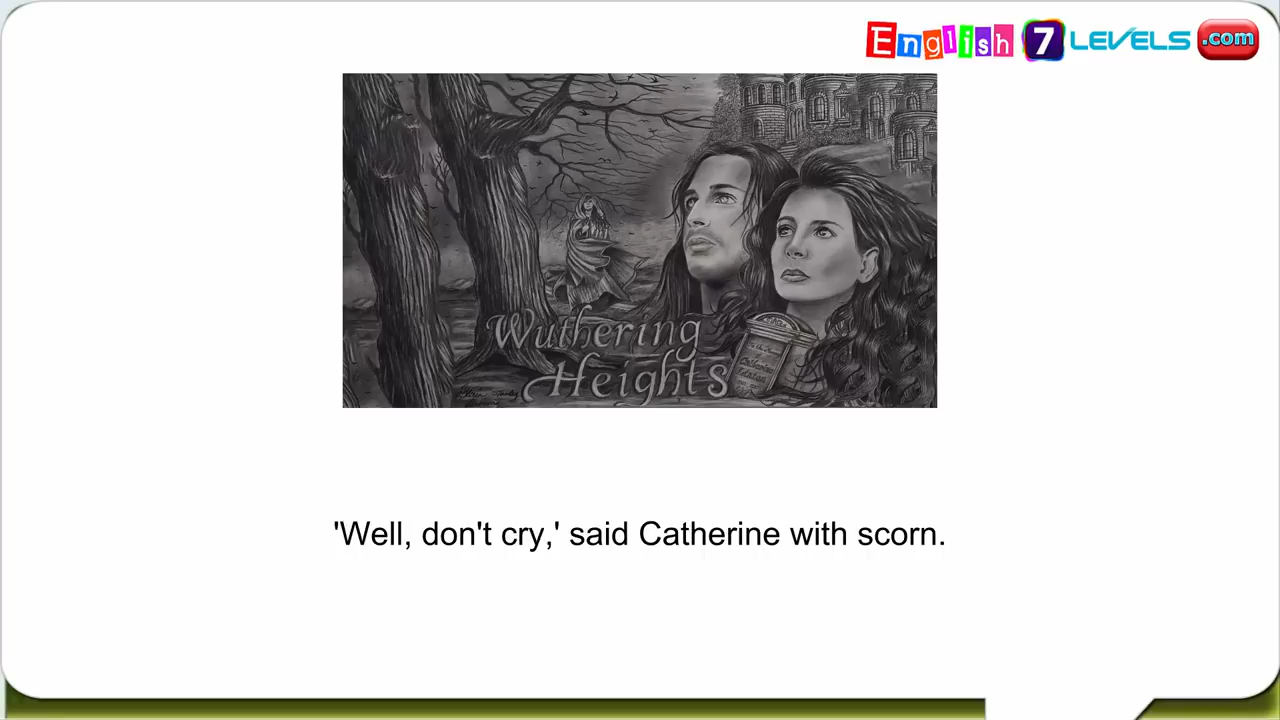 English 7 LEVELS .com
Wuthering
Heights
'Well, don't cry,' said Catherine with scorn.